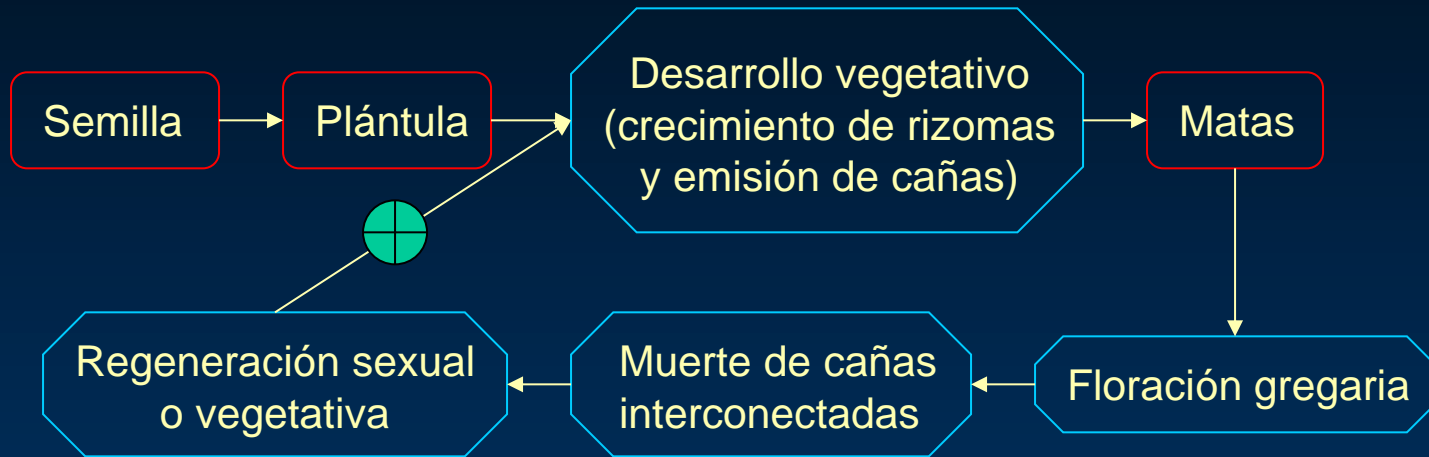 Semilla
Plántula
Desarrollo vegetativo
(crecimiento de rizomas
y emisión de cañas)
Matas
Regeneración sexual
o vegetativa
Muerte de cañas
interconectadas
Floración gregaria